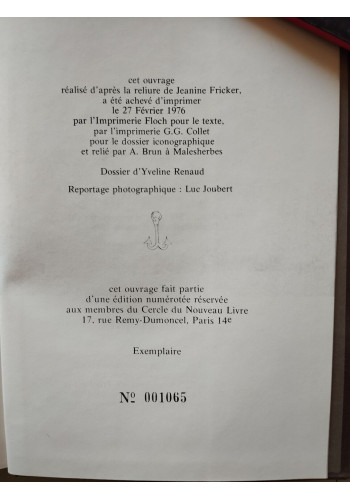 cet ouvrage
réalisé d'après la reliure de Jeanine Fricker,
a été achevé d'imprimer
le 27 Février 1976
par l'Imprimerie Floch pour le texte,
par l'imprimerie G.G. Collet
pour le dossier iconographique
et relié par A. Brun à Malesherbes
Dossier d'Yveline Renaud
Reportage photographique : Luc Joubert
cet ouvrage fait partie
d'une édition numérotée réservée
aux membres du Cercle du Nouveau Livre
17, rue Remy-Dumoncel, Paris 14e
Exemplaire
Nº 001065